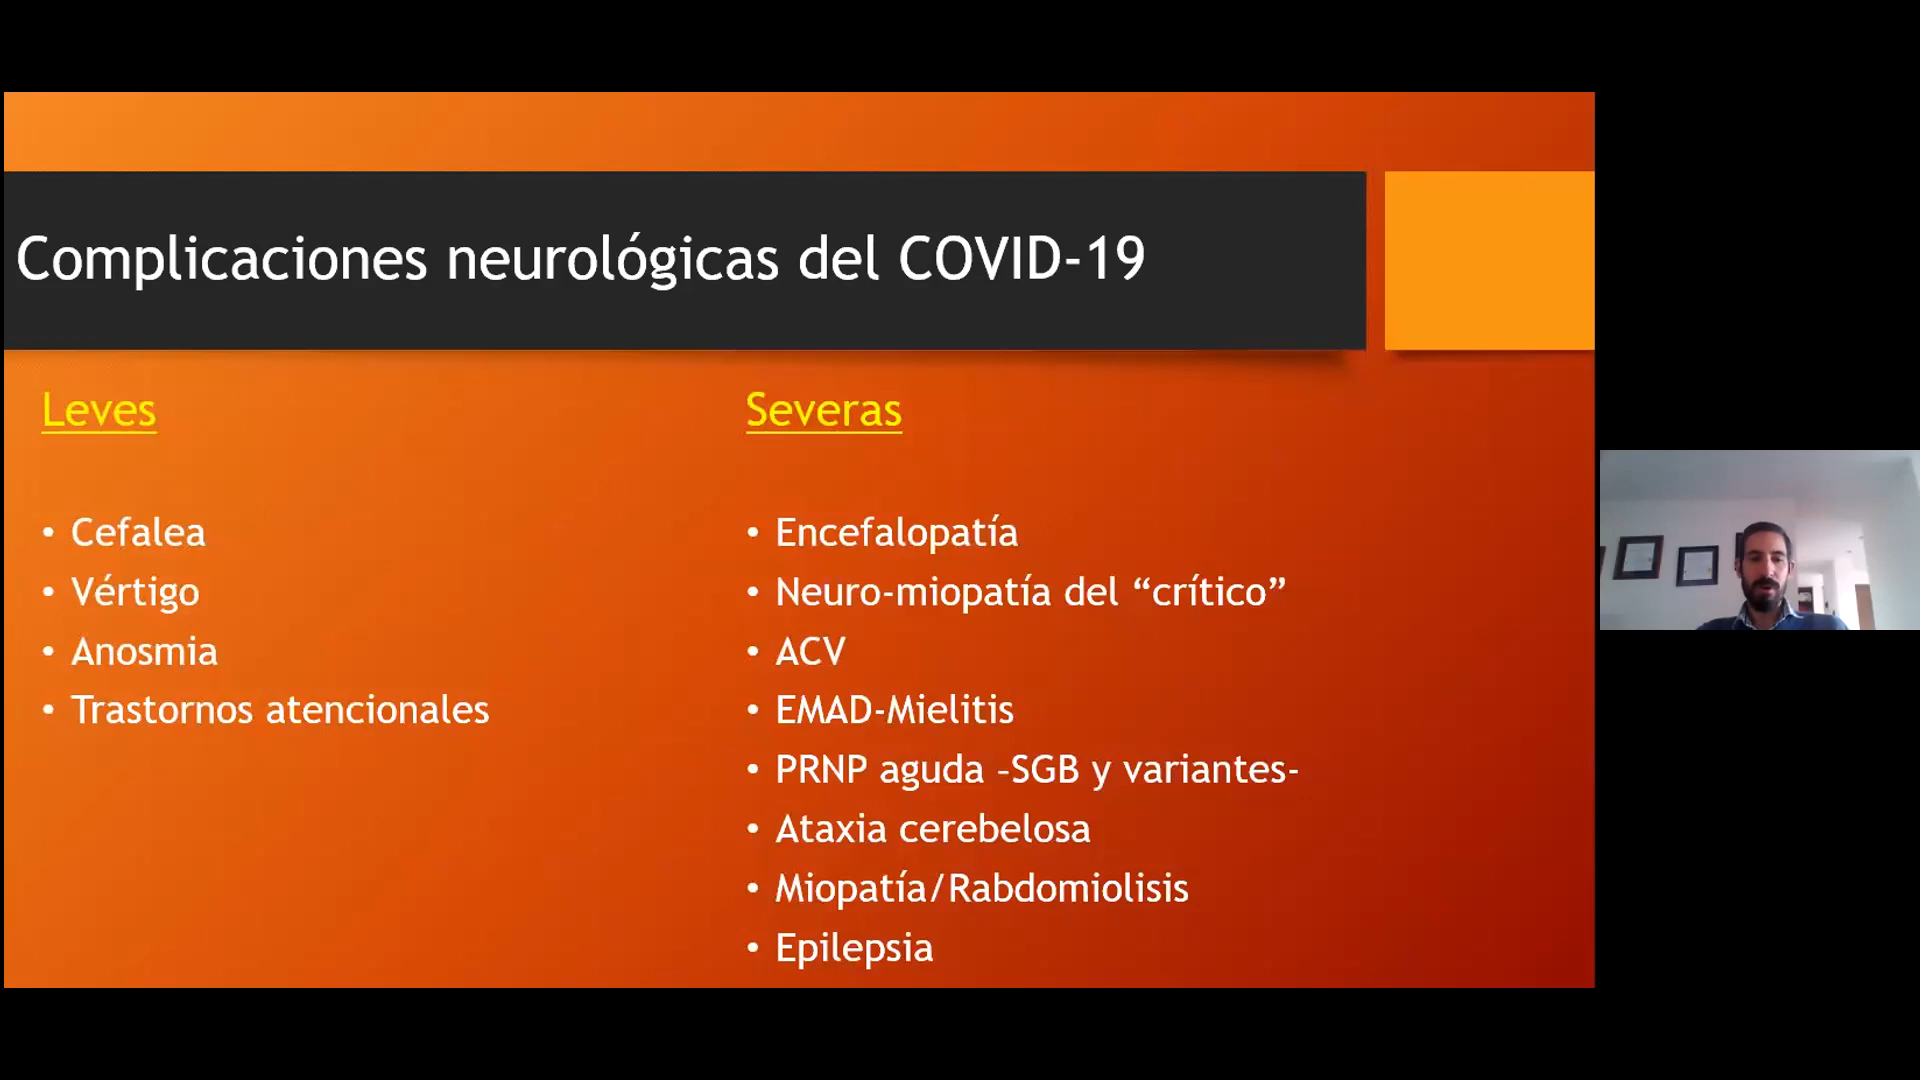 Complicaciones neurológicas del COVID-19
Leves
• Cefalea
• Vértigo
• Anosmia
• Trastornos atencionales
Severas
• Encefalopatía
• Neuro-miopatía del “crítico”
• ACV
• EMAD-Mielitis
• PRNP aguda –SGB y variantes-
• Ataxia cerebelosa
• Miopatía/Rabdomiolisis
• Epilepsia